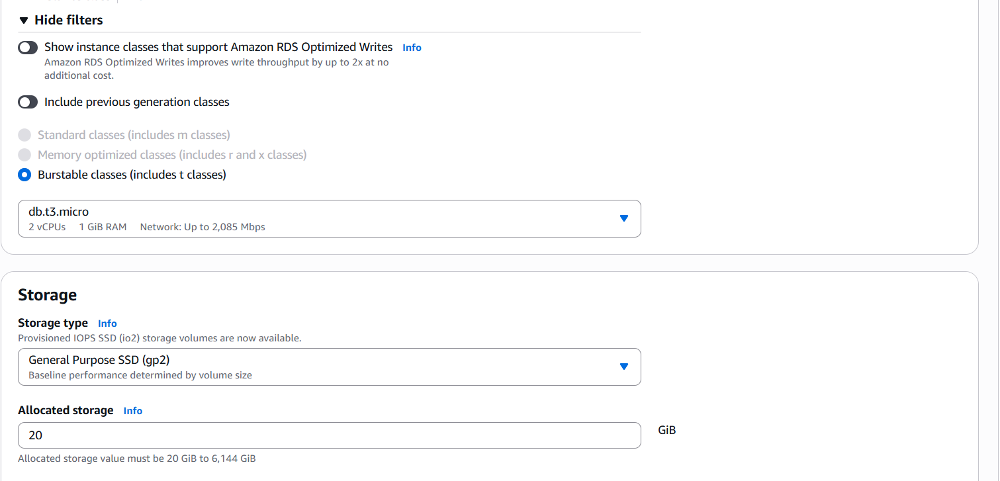 Hide filters
Show instance classes that support Amazon RDS Optimized Writes Info
Amazon RDS Optimized Writes improves write throughput by up to 2x at no
additional cost.
Include previous generation classes
Standard classes (includes m classes)
Memory optimized classes (includes r and x classes)
Burstable classes (includes t classes)
db.t3.micro
2 vCPUs 1 GiB RAM Network: Up to 2,085 Mbps
Storage
Storage type Info
Provisioned IOPS SSD (io2) storage volumes are now available.
General Purpose SSD (gp2)
Baseline performance determined by volume size
Allocated storage Info
20
GiB
Allocated storage value must be 20 GiB to 6,144 GiB